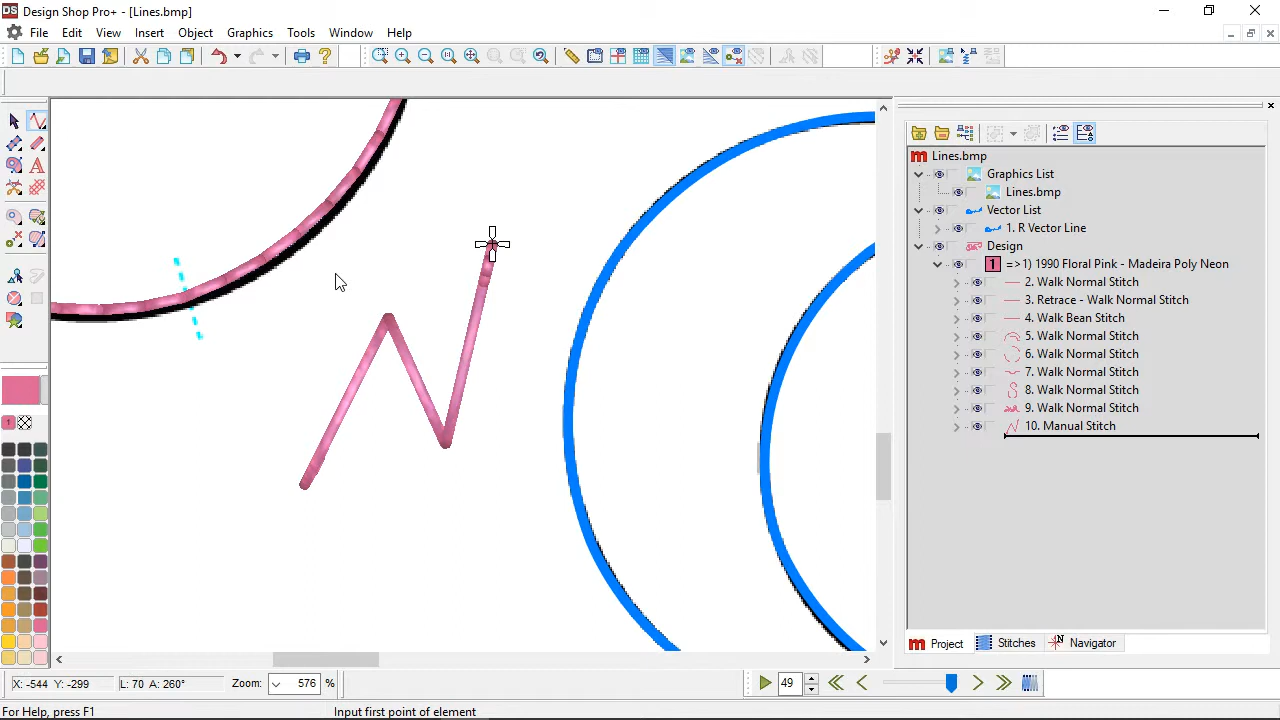 DS Design Shop Pro+ - [Lines.bmp]
File Edit View Insert Object Graphics Tools Window Help
Lines.bmp
Graphics List
Lines.bmp
Vector List
1. R Vector Line
Design
1 =>1) 1990 Floral Pink - Madeira Poly Neon
2. Walk Normal Stitch
3. Retrace - Walk Normal Stitch
4. Walk Bean Stitch
5. Walk Normal Stitch
6. Walk Normal Stitch
7. Walk Normal Stitch
8. Walk Normal Stitch
9. Walk Normal Stitch
10. Manual Stitch
1
Project Stitches Navigator
X: -544 Y: -299 L: 70 A: 260° Zoom: 576 % 49
For Help, press F1 Input first point of element